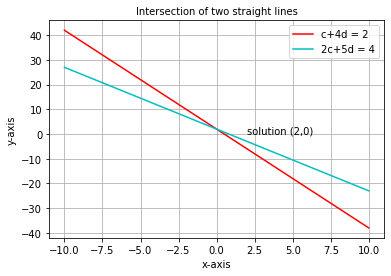 Intersection of two straight lines
c+4d = 2
2c+5d = 4
solution (2,0)
y-axis
40
30
20
10
0
−10
−20
−30
−40
−10.0 −7.5 −5.0 −2.5 0.0 2.5 5.0 7.5 10.0
x-axis